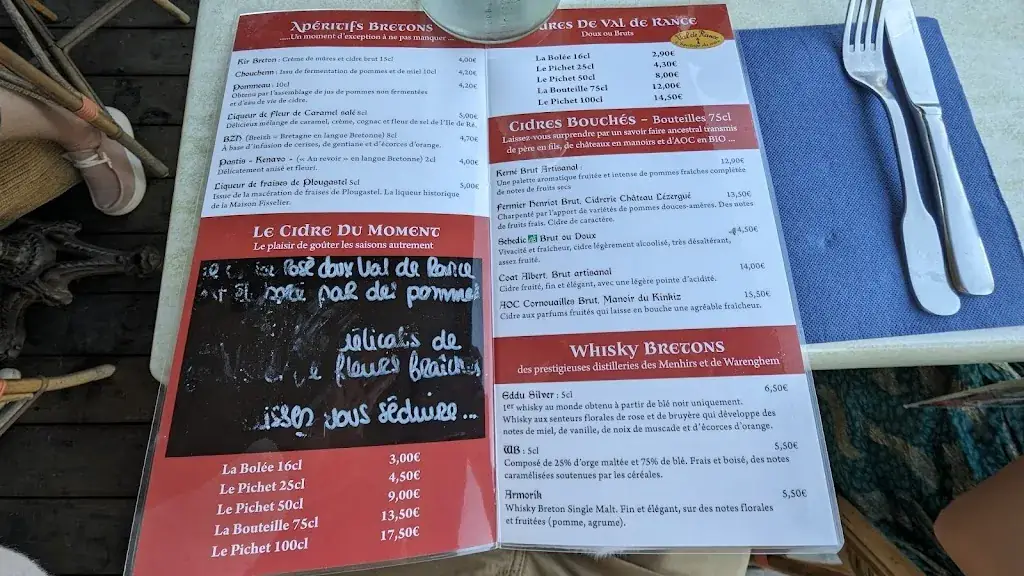 Apéritifs Bretons
.....Un moment d'exception à ne pas manquer ...
Kir Breton : Crème de mûres et cidre brut 15cl 4,00€
Chouchenn : Issu de fermentation de pommes et de miel 10cl 4,20€
Pommeau : 10cl 4,20€
Obtenu par l'assemblage de jus de pommes non fermentées
et d'eau de vie de cidre.
Liqueur de Fleur de Caramel salé 8cl 5,00€
Délicieux mélange de caramel, crème, cognac et fleur de sel de l'Ile de Ré.
BZH (Breizh = Bretagne en langue Bretonne) 8cl 4,70€
À base d'infusion de cerises, de gentiane et d'écorces d'orange.
Pastis - Kenavo - (« Au revoir » en langue Bretonne) 2cl 4,00€
Délicatement anisé et fleuri.
Liqueur de fraises de Plougastel 5cl 5,00€
Issue de la macération de fraises de Plougastel. La liqueur historique
de la Maison Fisselier.
Le Cidre Du Moment
Le plaisir de goûter les saisons autrement
rosé doux Val de Rance
par des pommes
délicats de
fleurs fraîches
issez vous séduire ...
La Bolée 16cl 3,00€
Le Pichet 25cl 4,50€
Le Pichet 50cl 9,00€
La Bouteille 75cl 13,50€
Le Pichet 100cl 17,50€
dres De Val de Rance
Doux ou Bruts
Val de Rance
La Bolée 16cl 2,90€
Le Pichet 25cl 4,30€
Le Pichet 50cl 8,00€
La Bouteille 75cl 12,00€
Le Pichet 100cl 14,50€
Cidres Bouchés - Bouteilles 75cl
Laissez-vous surprendre par un savoir faire ancestral transmis
de père en fils, de châteaux en manoirs et d'AOC en BIO ...
Kerné Brut Artisanal : 12,90€
Une palette aromatique fruitée et intense de pommes fraîches complétée
de notes de fruits secs
Fermier Henriot Brut, Cidrerie Château Lézergué 13,50€
Charpenté par l'apport de variétés de pommes douces-amères. Des notes
de fruits frais. Cidre de caractère.
Sehedic Brut ou Doux 14,50€
Vivacité et fraîcheur, cidre légèrement alcoolisé, très désaltérant,
assez fruité.
Coat Albert, Brut artisanal 14,00€
Cidre fruité, fin et élégant, avec une légère pointe d'acidité.
AOC Cornouailles Brut, Manoir du Kinkiz 15,50€
Cidre aux parfums fruités qui laisse en bouche une agréable fraîcheur.
Whisky Bretons
des prestigieuses distilleries des Menhirs et de Warenghem
Eddu Silver : 5cl 6,50€
1er whisky au monde obtenu à partir de blé noir uniquement.
Whisky aux senteurs florales de rose et de bruyère qui développe des
notes de miel, de vanille, de noix de muscade et d'écorces d'orange.
WB : 5cl 5,50€
Composé de 25% d'orge maltée et 75% de blé. Frais et boisé, des notes
caramélisées soutenues par les céréales.
Armorik 5,50€
Whisky Breton Single Malt. Fin et élégant, sur des notes florales
et fruitées (pomme, agrume).